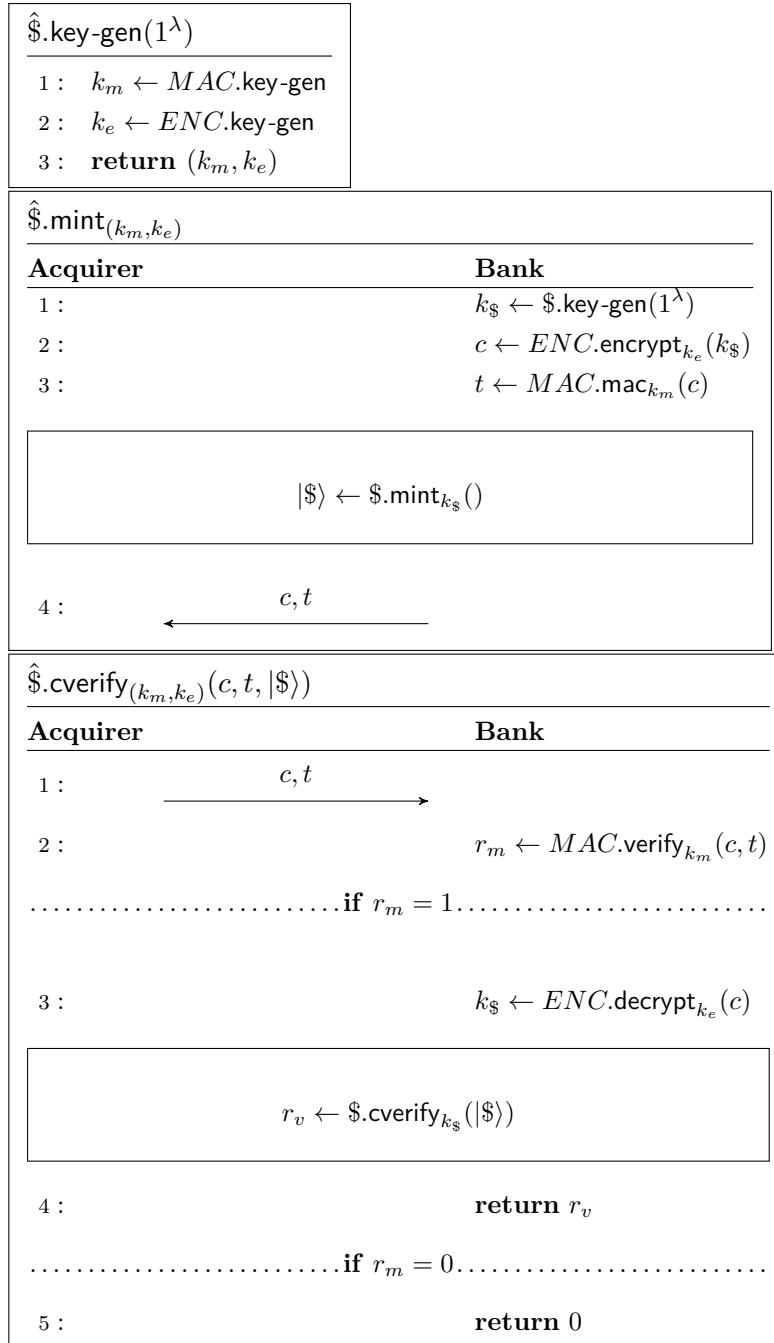 $̂.key-gen(1^λ)
1 : k_m ← MAC.key-gen
2 : k_e ← ENC.key-gen
3 : return (k_m, k_e)
$̂.mint_(k_m,k_e)
Acquirer Bank
1 : k_$ ← $.key-gen(1^λ)
2 : c ← ENC.encrypt_k_e(k_$)
3 : t ← MAC.mac_k_m(c)
|$⟩ ← $.mint_k_$()
4 : c, t
$̂.cverify_(k_m,k_e)(c, t, |$⟩)
Acquirer Bank
1 : c, t
2 : r_m ← MAC.verify_k_m(c, t)
if r_m = 1
3 : k_$ ← ENC.decrypt_k_e(c)
r_v ← $.cverify_k_$(|$⟩)
4 : return r_v
if r_m = 0
5 : return 0